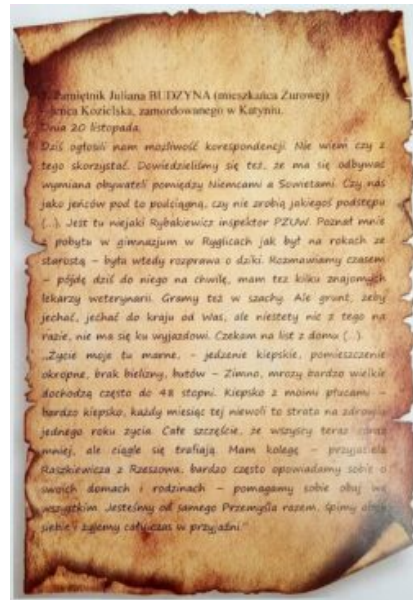 Pamiętnik Juliana BUDZYNA (mieszkańca Żurowej)
jeńca Kozielska, zamordowanego w Katyniu.
Dnia 20 listopada.
Dziś ogłosili nam możliwość korespondencji. Nie wiem czy z
tego skorzystać. Dowiedzieliśmy się też, że ma się odbywać
wymiana obywateli pomiędzy Niemcami a Sowietami. Czy nas
jako jeńców pod to podciągną, czy nie zrobią jakiegoś podstępu
(...). Jest tu niejaki Rybakiewicz inspektor PZUW. Poznał mnie
z pobytu w gimnazjum w Ryglicach jak był na rokach ze
starostą – była wtedy rozprawa o dziki. Rozmawiamy czasem
– pójdę dziś do niego na chwilę, mam tez kilku znajomych
lekarzy weterynarii. Gramy też w szachy. Ale grunt, żeby
jechać, jechać do kraju od Was, ale niestety nic z tego na
razie, nie ma się ku wyjazdowi. Czekam na list z domu (...).
„Życie moje tu marne, - jedzenie kiepskie, pomieszczenie
okropne, brak bielizny, butów – Zimno, mrozy bardzo wielkie
dochodzą często do 48 stopni. Kiepsko z moimi płucami –
bardzo kiepsko, każdy miesiąc tej niewoli to strata na zdrowiu
jednego roku życia. Całe szczęście, że wszyscy teraz
mniej, ale ciągle się trafiają. Mam kolegę – przyjaciela
Raszkiewicza z Rzeszowa, bardzo często opowiadamy sobie o
swoich domach i rodzinach – pomagamy sobie obaj we
wszystkim. Jesteśmy od samego Przemyśla razem, śpimy obok
siebie i żyjemy cały czas w przyjaźni."